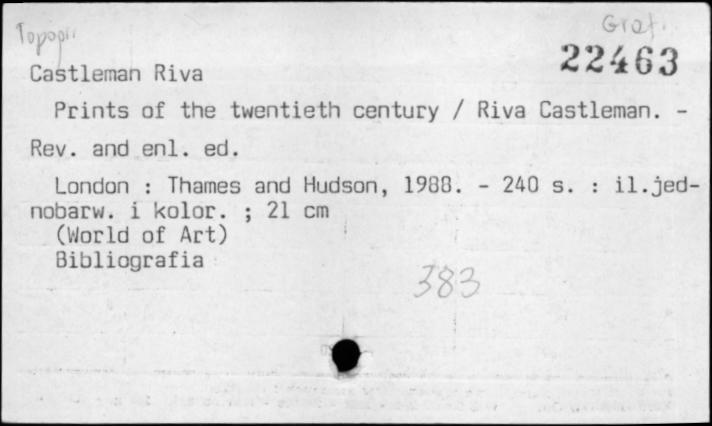 22463
Castleman Riva
Prints of the twentieth century / Riva Castleman. -
Rev. and enl. ed.
London : Thames and Hudson, 1988. - 240 s. : il.jed-
nobarw. i kolor. ; 21 cm
(World of Art)
Bibliografia
383